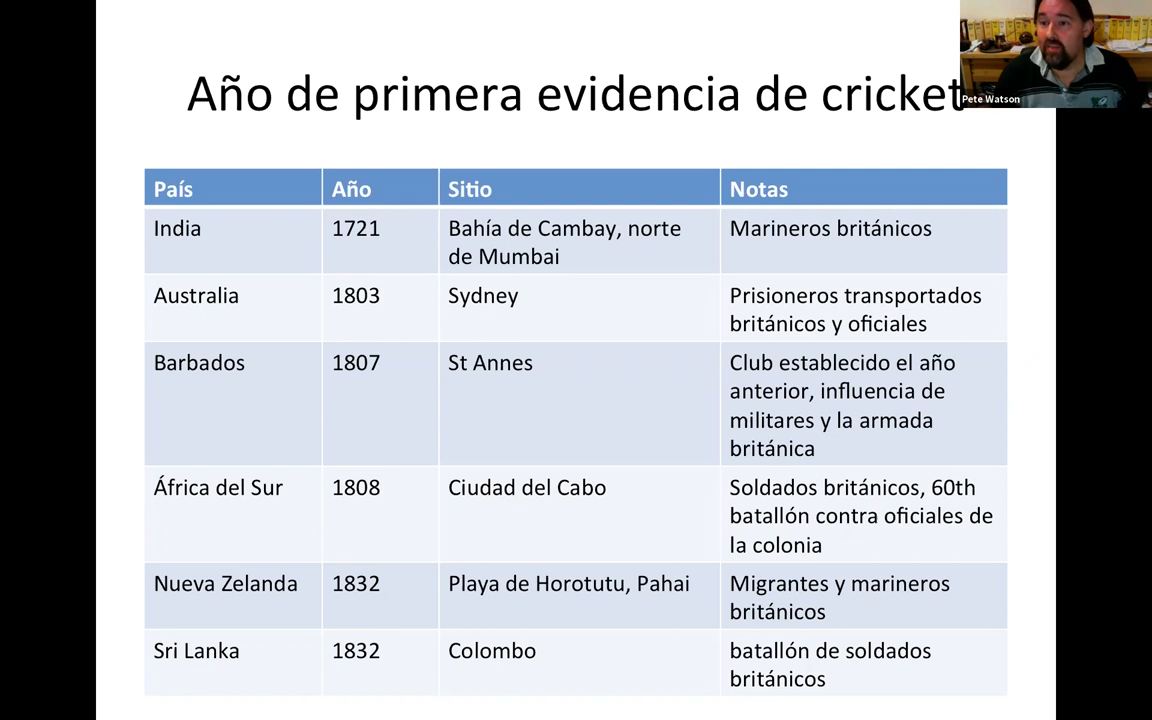 Año de primera evidencia de cricket
Pete Watson
País Año Sitio Notas
India 1721 Bahía de Cambay, norte Marineros británicos
de Mumbai
Australia 1803 Sydney Prisioneros transportados
británicos y oficiales
Barbados 1807 St Annes Club establecido el año
anterior, influencia de
militares y la armada
británica
África del Sur 1808 Ciudad del Cabo Soldados británicos, 60th
batallón contra oficiales de
la colonia
Nueva Zelanda 1832 Playa de Horotutu, Pahai Migrantes y marineros
británicos
Sri Lanka 1832 Colombo batallón de soldados
británicos